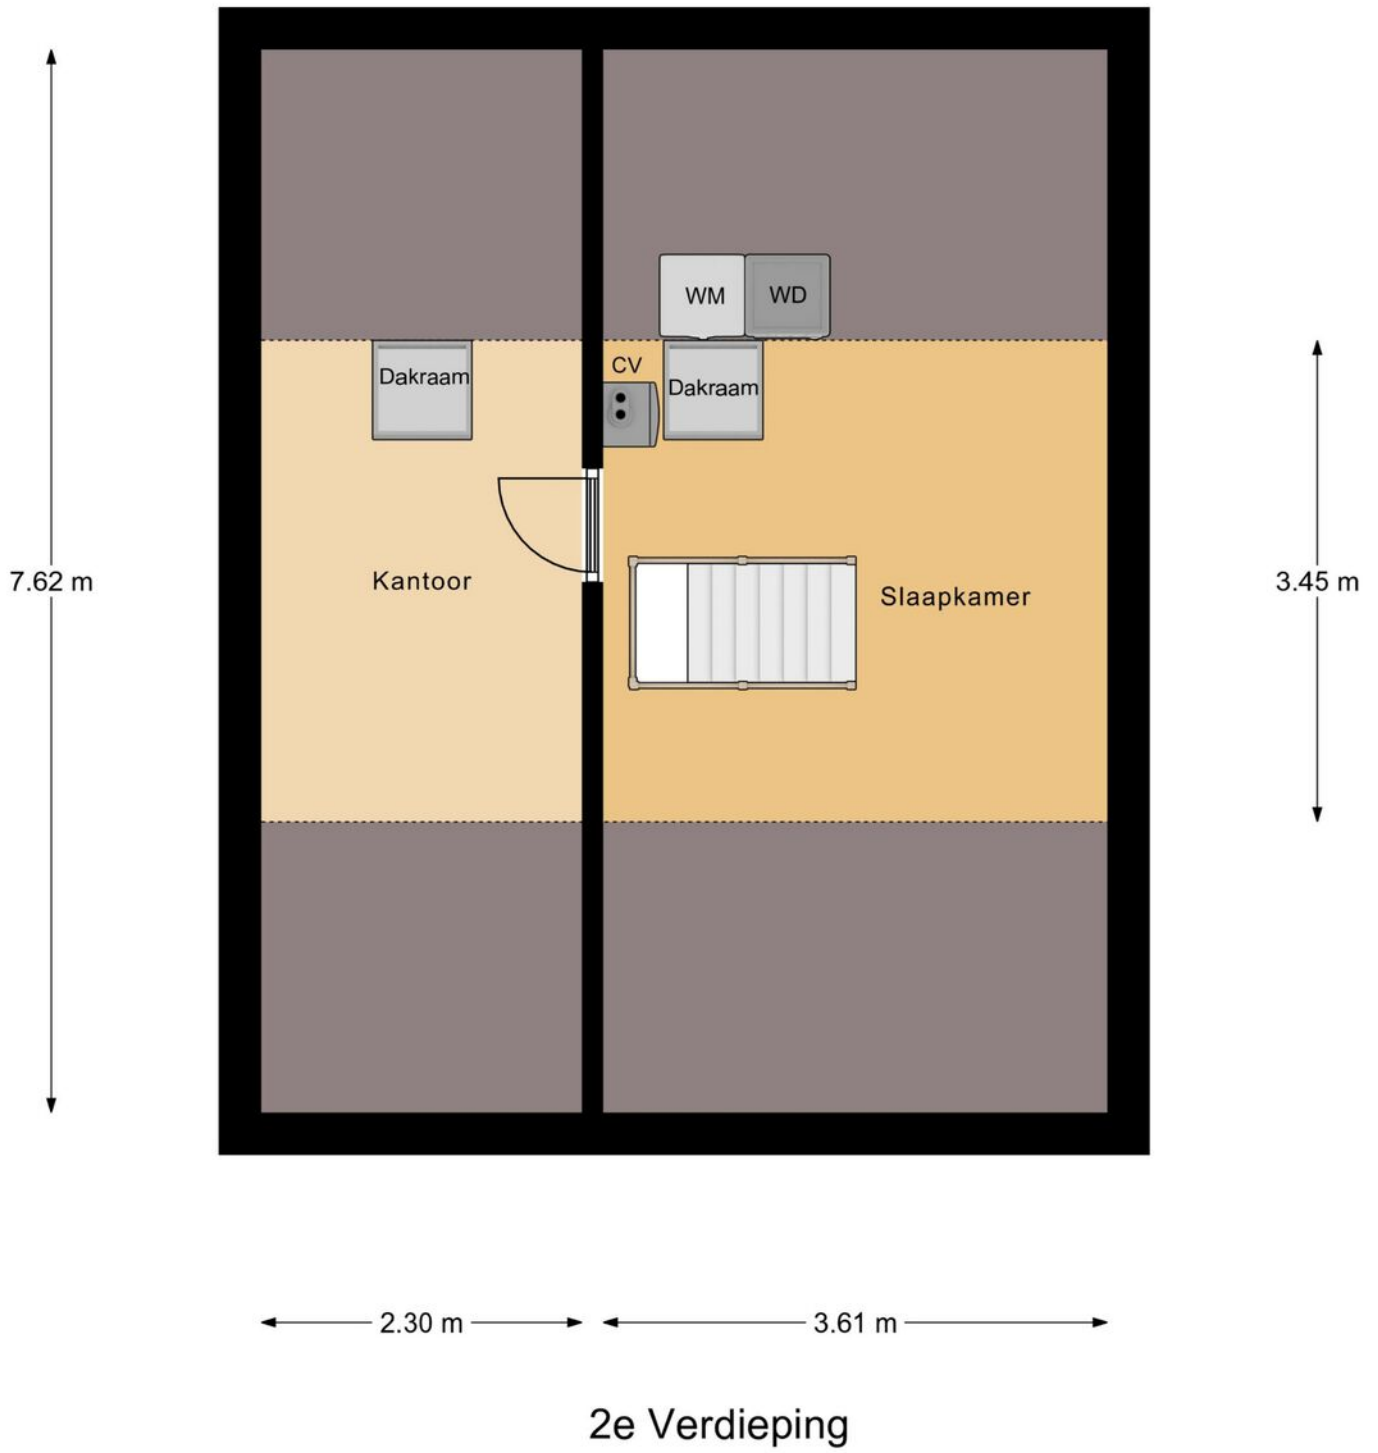 WM
WD
CV
Dakraam
Dakraam
7.62 m
Kantoor
Slaapkamer
3.45 m
2.30 m
3.61 m
2e Verdieping